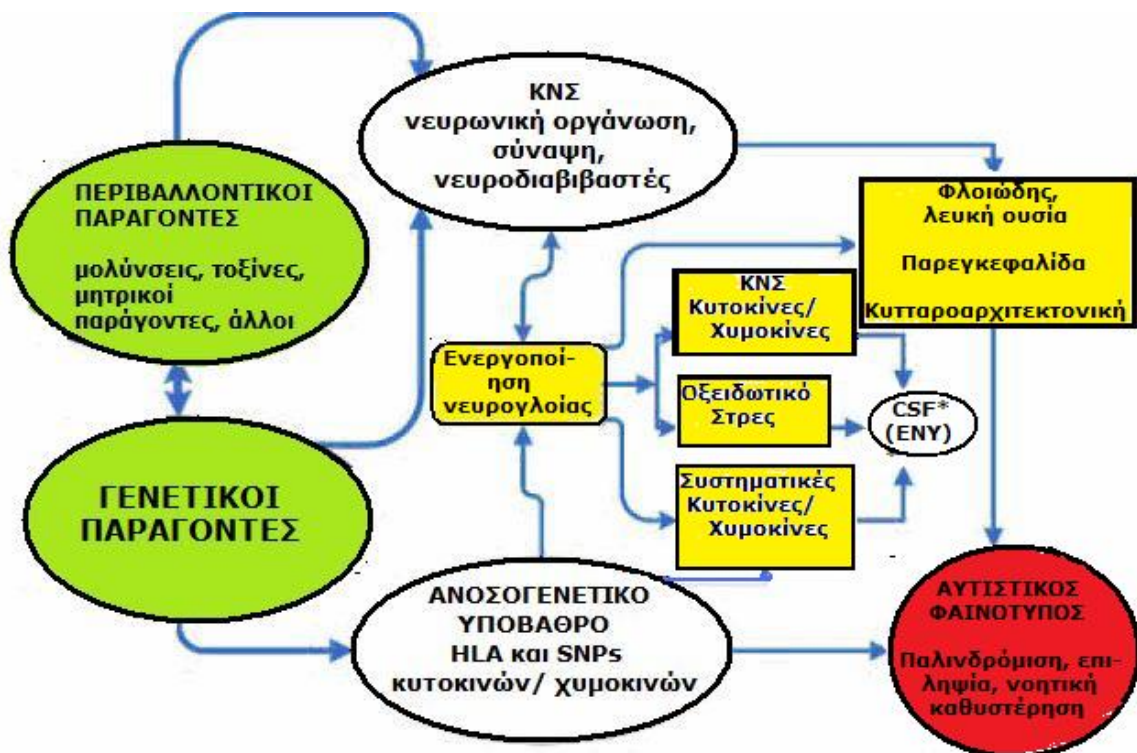 ΚΝΣ
νευρωνική οργάνωση,
σύναψη,
νευροδιαβιβαστές
ΠΕΡΙΒΑΛΛΟΝΤΙΚΟΙ
ΠΑΡΑΓΟΝΤΕΣ
μολύνσεις, τοξίνες,
μητρικοί
παράγοντες, άλλοι
Φλοιώδης,
λευκή ουσία
Παρεγκεφαλίδα
Κυτταροαρχιτεκτονική
ΚΝΣ
Κυτοκίνες/
Χυμοκίνες
Ενεργοποί-
ηση
νευρογλοίας
Οξειδωτικό
Στρες
CSF*
(ΕΝΥ)
Συστηματικές
Κυτοκίνες/
Χυμοκίνες
ΓΕΝΕΤΙΚΟΙ
ΠΑΡΑΓΟΝΤΕΣ
ΑΝΟΣΟΓΕΝΕΤΙΚΟ
ΥΠΟΒΑΘΡΟ
HLA και SNPs
κυτοκινών/ χυμοκινών
ΑΥΤΙΣΤΙΚΟΣ
ΦΑΙΝΟΤΥΠΟΣ
Παλινδρόμιση, επι-
ληψία, νοητική
καθυστέρηση